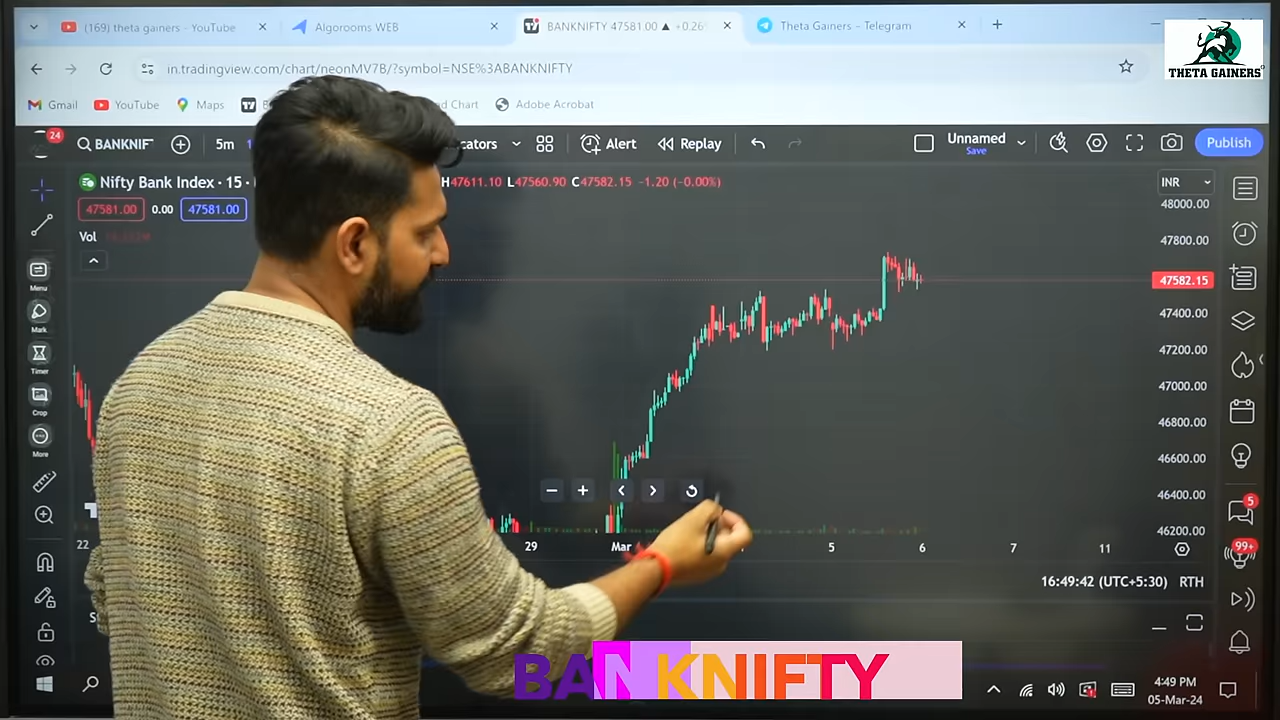 (169) theta gainers - YouTube
Algorooms WEB
BANKNIFTY 47581.00 ▲ +0.26
Theta Gainers – Telegram
THETA GAINERS
in.tradingview.com/chart/neonMV7B/?symbol=NSE%3ABANKNIFTY
Gmail
YouTube
Maps
Chart
Adobe Acrobat
24
BANKNIF
5m
Alert
Replay
Unnamed
Save
Publish
Nifty Bank Index · 15 ·
H47611.10 L47560.90 C47582.15 -1.20 (-0.00%)
INR
47581.00
0.00
47581.00
Vol
48000.00
47800.00
47582.15
47400.00
47200.00
47000.00
46800.00
46600.00
46400.00
46200.00
Menu
Mark
Timer
Crop
More
5
99+
22
29
Mar
5
6
7
11
16:49:42 (UTC+5:30) RTH
BANKNIFTY
4:49 PM
05-Mar-24